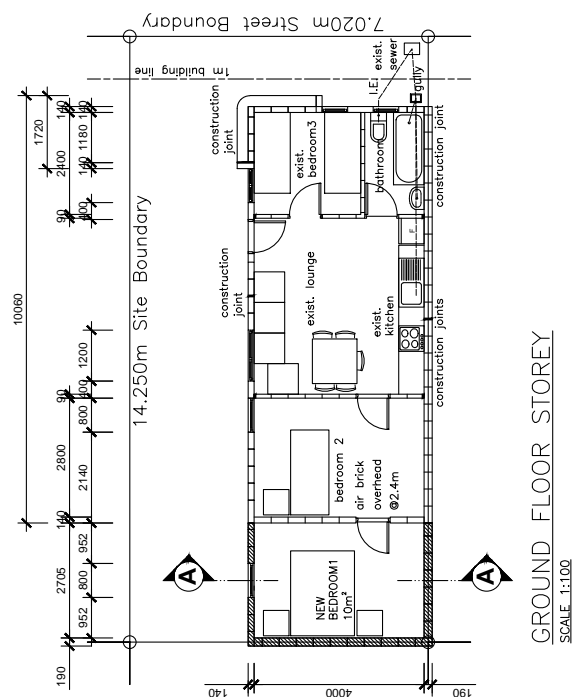 7.020m Street Boundary
1m building line
I.E. exist.
sewer
gully
construction
joint
exist.
bedroom3
bathroom
construction joint
14.250m Site Boundary
construction
joint
exist. lounge
exist.
kitchen
construction joints
F
bedroom 2
air brick
overhead
@2.4m
NEW
BEDROOM1
10m²
A
A
10060
1720
140
2400
90
90
2800
140
2705
190
140
1180
140
400
1200
400
800
2140
952
800
952
140
4000
190
GROUND FLOOR STOREY
SCALE 1:100